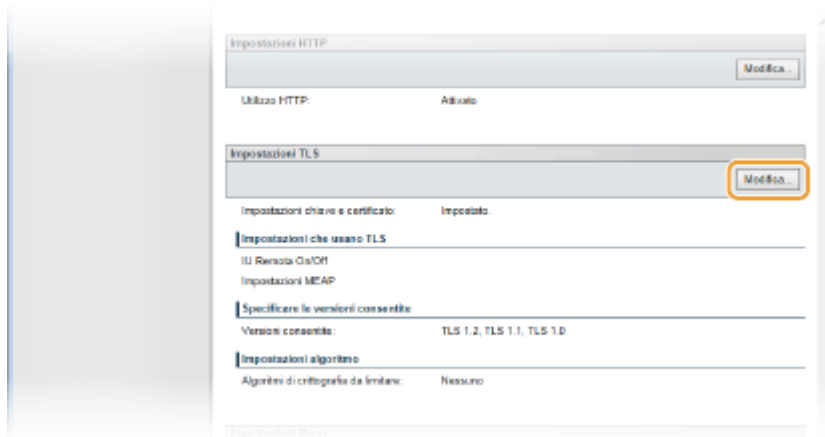 Impostazioni HTTP
Modifica...
Utilizzo HTTP: Attivato
Impostazioni TLS
Modifica...
Impostazioni chiave e certificato: Impostato.
Impostazioni che usano TLS
IU Remota On/Off
Impostazioni MEAP
Specificare le versioni consentite
Versioni consentite: TLS 1.2, TLS 1.1, TLS 1.0
Impostazioni algoritmo
Algoritmi di crittografia da limitare: Nessuno